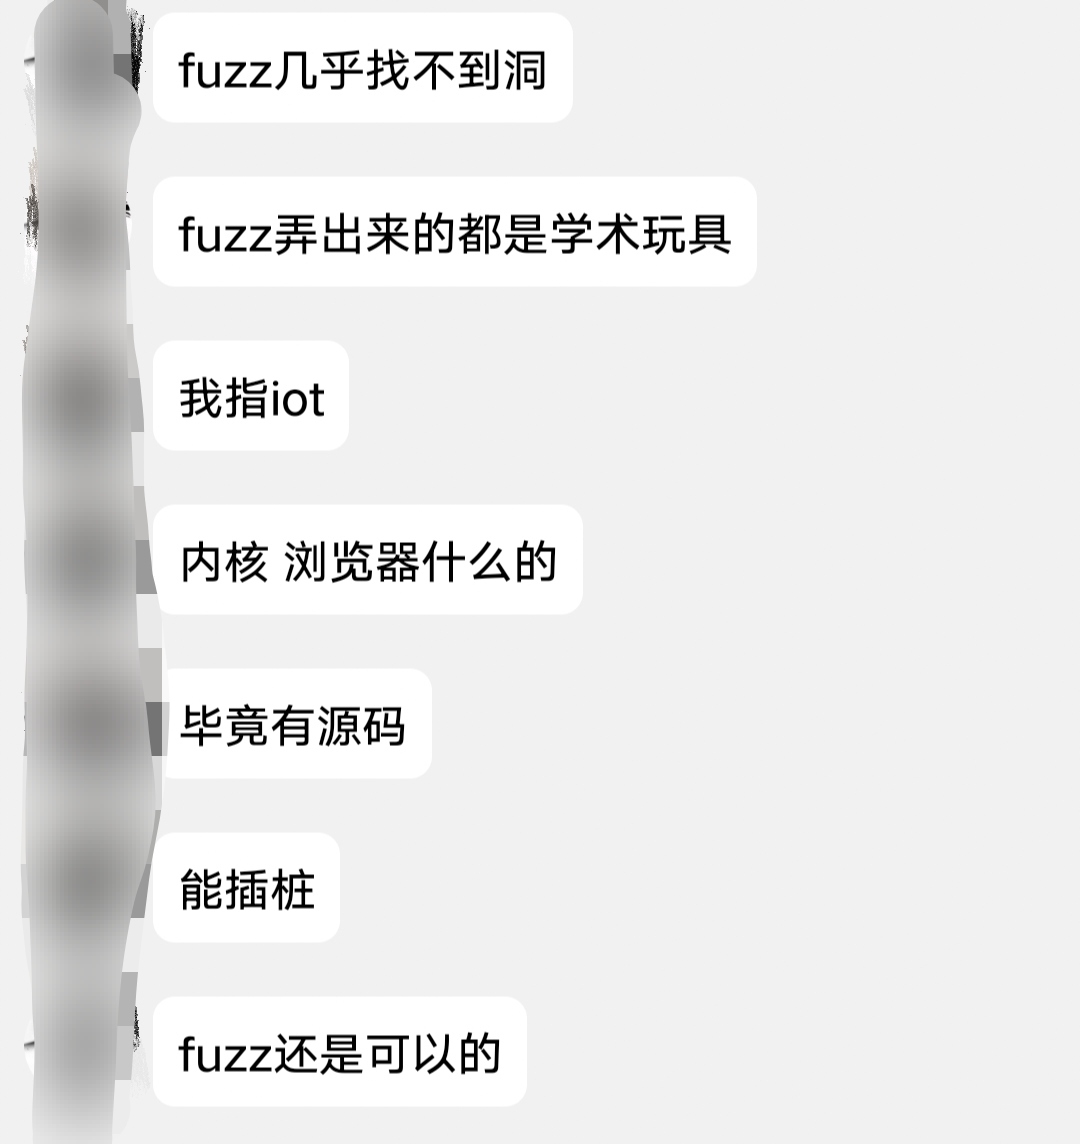 fuzz几乎找不到洞
fuzz弄出来的都是学术玩具
我指iot
内核 浏览器什么的
毕竟有源码
能插桩
fuzz还是可以的